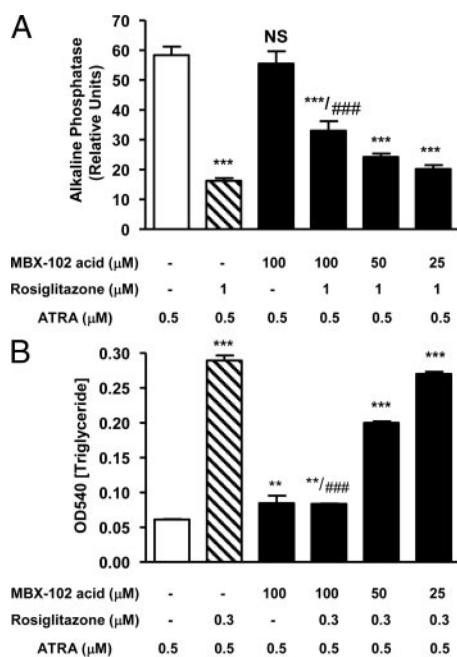 A
Alkaline Phosphatase
(Relative Units)
70
60
50
40
30
20
10
0
***
NS
***/###
***
***
MBX-102 acid (μM) - - 100 100 50 25
Rosiglitazone (μM) - 1 - 1 1 1
ATRA (μM) 0.5 0.5 0.5 0.5 0.5 0.5
B
OD540 [Triglyceride]
0.30
0.25
0.20
0.15
0.10
0.05
0.00
***
**
**/###
***
***
MBX-102 acid (μM) - - 100 100 50 25
Rosiglitazone (μM) - 0.3 - 0.3 0.3 0.3
ATRA (μM) 0.5 0.5 0.5 0.5 0.5 0.5